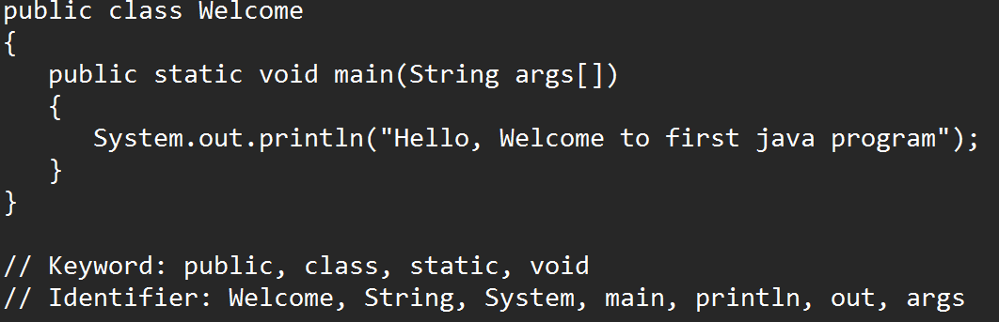 public class Welcome
{
public static void main(String args[])
{
System.out.println("Hello, Welcome to first java program");
}
}
// Keyword: public, class, static, void
// Identifier: Welcome, String, System, main, println, out, args